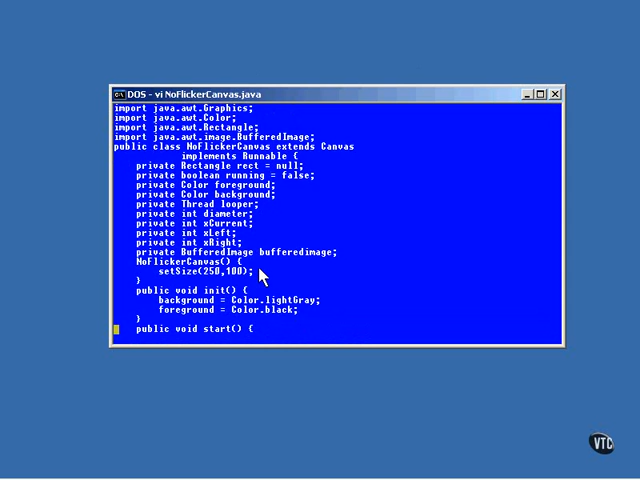 DOS - vi NoFlickerCanvas.java
import java.awt.Graphics;
import java.awt.Color;
import java.awt.Rectangle;
import java.awt.image.BufferedImage;
public class NoFlickerCanvas extends Canvas
implements Runnable {
private Rectangle rect = null;
private boolean running = false;
private Color foreground;
private Color background;
private Thread looper;
private int diameter;
private int xCurrent;
private int xLeft;
private int xRight;
private BufferedImage bufferedimage;
NoFlickerCanvas() {
setSize(250,100);
}
public void init() {
background = Color.lightGray;
foreground = Color.black;
}
public void start() {
VTC